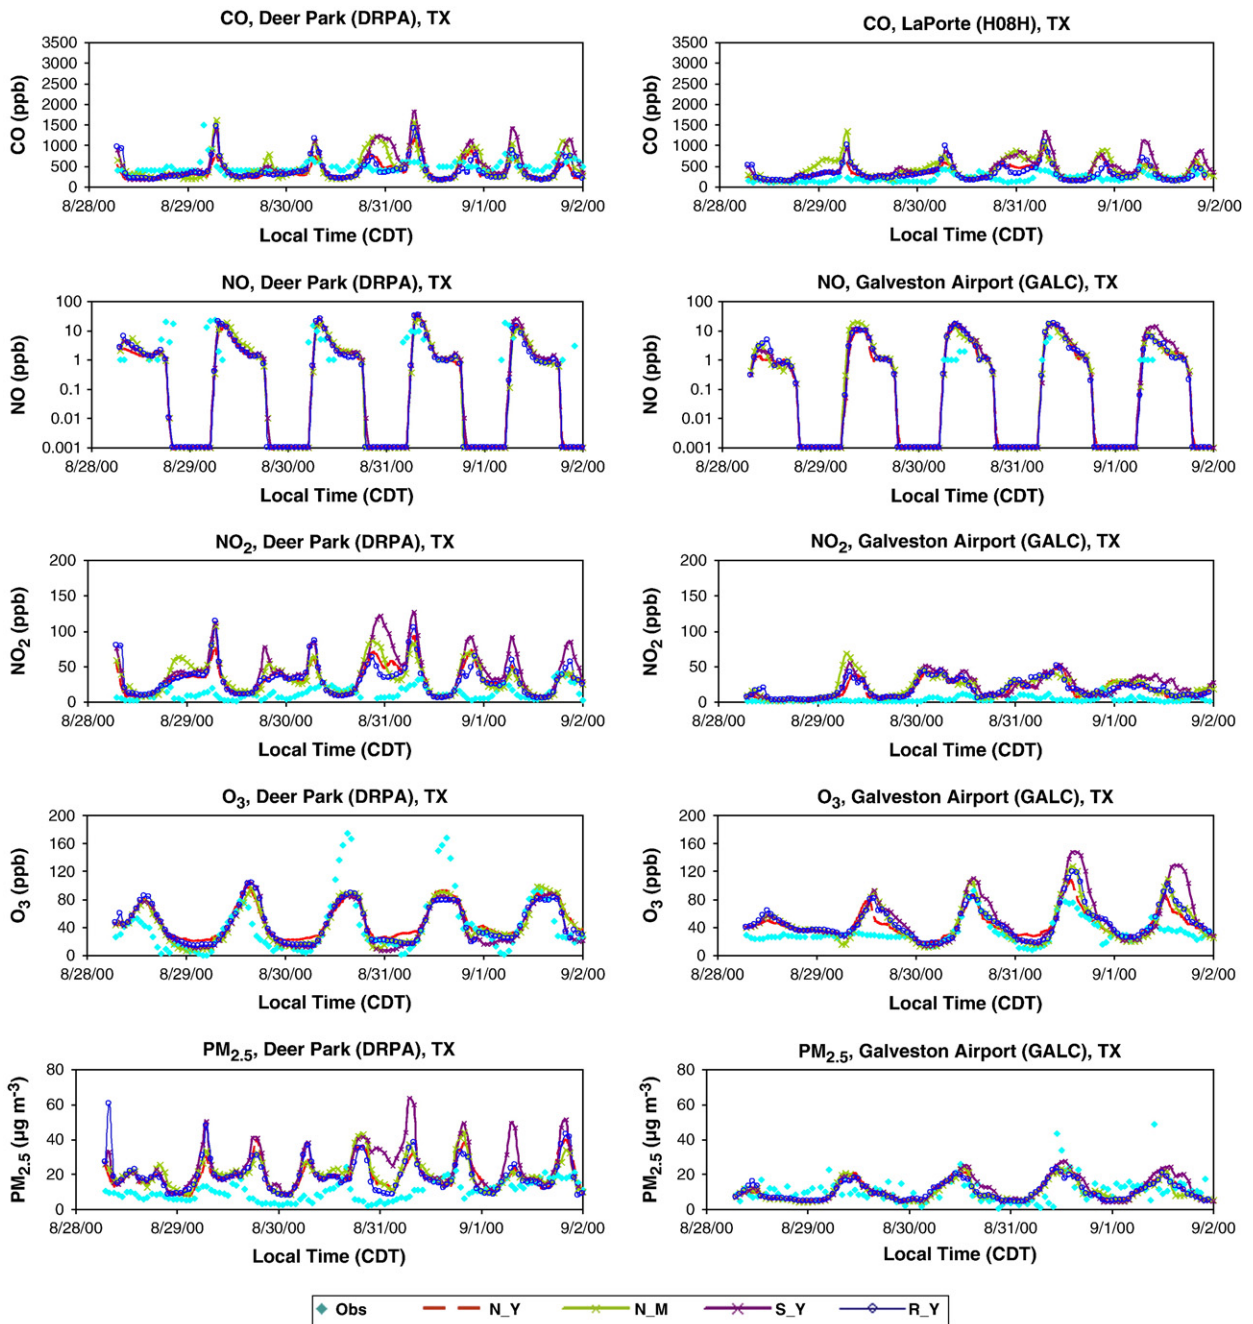 CO, Deer Park (DRPA), TX
CO (ppb)
3500
3000
2500
2000
1500
1000
500
0
8/28/00 8/29/00 8/30/00 8/31/00 9/1/00 9/2/00
Local Time (CDT)
CO, LaPorte (H08H), TX
CO (ppb)
3500
3000
2500
2000
1500
1000
500
0
8/28/00 8/29/00 8/30/00 8/31/00 9/1/00 9/2/00
Local Time (CDT)
NO, Deer Park (DRPA), TX
NO (ppb)
100
10
1
0.1
0.01
0.001
8/28/00 8/29/00 8/30/00 8/31/00 9/1/00 9/2/00
Local Time (CDT)
NO, Galveston Airport (GALC), TX
NO (ppb)
100
10
1
0.1
0.01
0.001
8/28/00 8/29/00 8/30/00 8/31/00 9/1/00 9/2/00
Local Time (CDT)
NO2, Deer Park (DRPA), TX
NO2 (ppb)
200
150
100
50
0
8/28/00 8/29/00 8/30/00 8/31/00 9/1/00 9/2/00
Local Time (CDT)
NO2, Galveston Airport (GALC), TX
NO2 (ppb)
200
150
100
50
0
8/28/00 8/29/00 8/30/00 8/31/00 9/1/00 9/2/00
Local Time (CDT)
O3, Deer Park (DRPA), TX
O3 (ppb)
200
160
120
80
40
0
8/28/00 8/29/00 8/30/00 8/31/00 9/1/00 9/2/00
Local Time (CDT)
O3, Galveston Airport (GALC), TX
O3 (ppb)
200
160
120
80
40
0
8/28/00 8/29/00 8/30/00 8/31/00 9/1/00 9/2/00
Local Time (CDT)
PM2.5, Deer Park (DRPA), TX
PM2.5 (µg m-3)
80
60
40
20
0
8/28/00 8/29/00 8/30/00 8/31/00 9/1/00 9/2/00
Local Time (CDT)
PM2.5, Galveston Airport (GALC), TX
PM2.5 (µg m-3)
80
60
40
20
0
8/28/00 8/29/00 8/30/00 8/31/00 9/1/00 9/2/00
Local Time (CDT)
Obs N_Y N_M S_Y R_Y